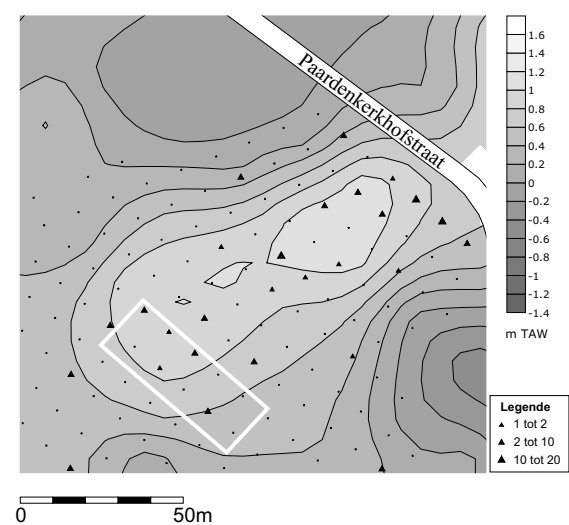 Paardenkerkhofstraat
1.6
1.4
1.2
1
0.8
0.6
0.4
0.2
0
-0.2
-0.4
-0.6
-0.8
-1
-1.2
-1.4
m TAW
Legende
1 tot 2
2 tot 10
10 tot 20
0 50m